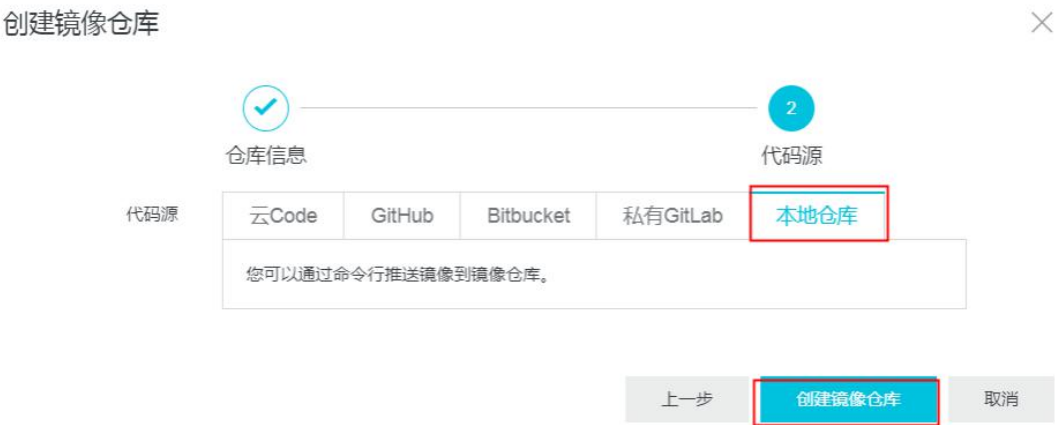 创建镜像仓库
2
仓库信息 代码源
代码源 云Code GitHub Bitbucket 私有GitLab 本地仓库
您可以通过命令行推送镜像到镜像仓库。
上一步 创建镜像仓库 取消